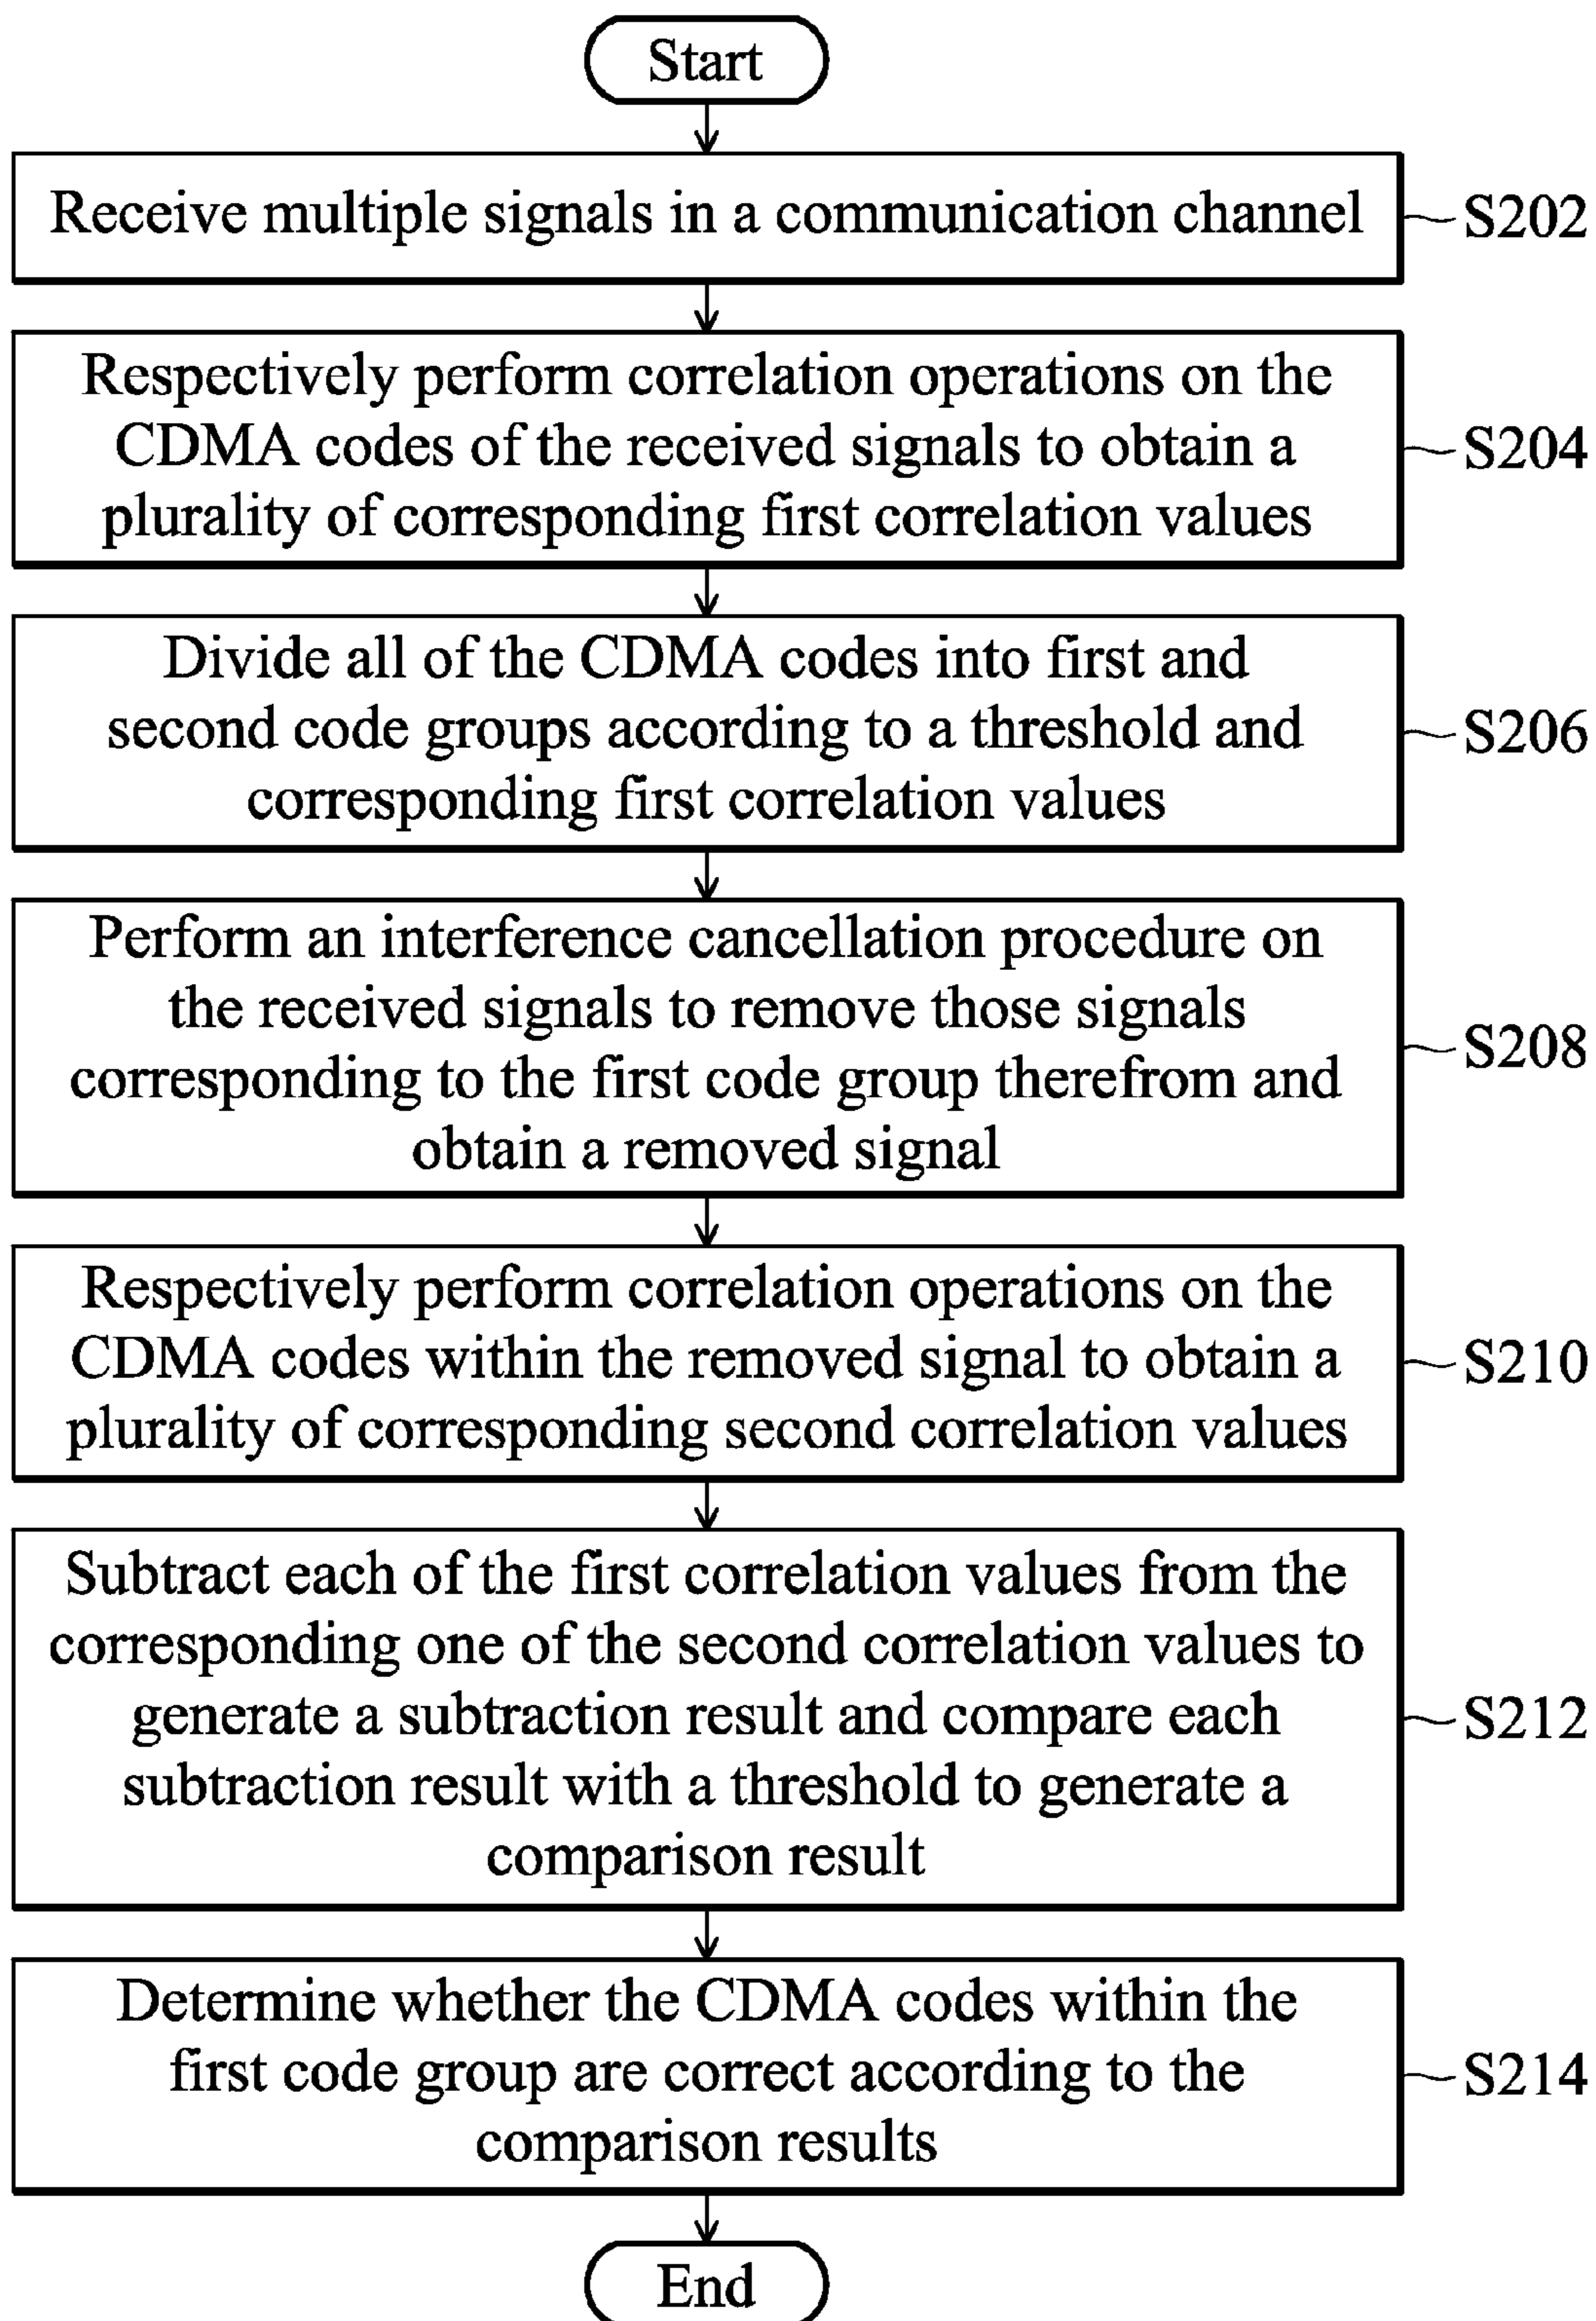 Start
Receive multiple signals in a communication channel
S202
Respectively perform correlation operations on the
CDMA codes of the received signals to obtain a
plurality of corresponding first correlation values
S204
Divide all of the CDMA codes into first and
second code groups according to a threshold and
corresponding first correlation values
S206
Perform an interference cancellation procedure on
the received signals to remove those signals
corresponding to the first code group therefrom and
obtain a removed signal
S208
Respectively perform correlation operations on the
CDMA codes within the removed signal to obtain a
plurality of corresponding second correlation values
S210
Subtract each of the first correlation values from the
corresponding one of the second correlation values to
generate a subtraction result and compare each
subtraction result with a threshold to generate a
comparison result
S212
Determine whether the CDMA codes within the
first code group are correct according to the
comparison results
S214
End